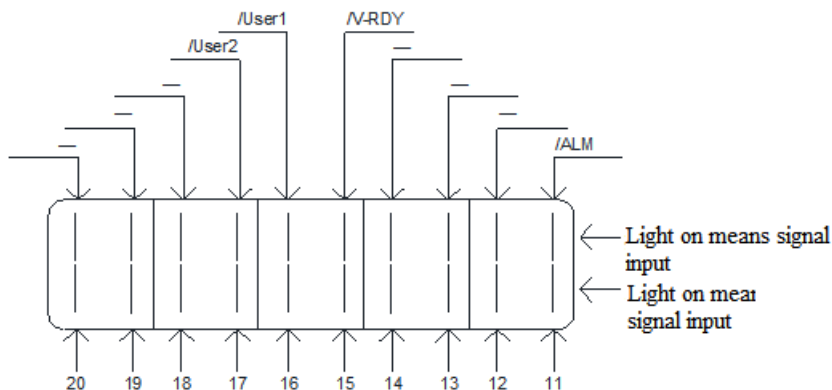 /User1
/V-RDY
/User2
—
—
—
—
—
—
/ALM
Light on means signal
input
Light on mear
signal input
20 19 18 17 16 15 14 13 12 11